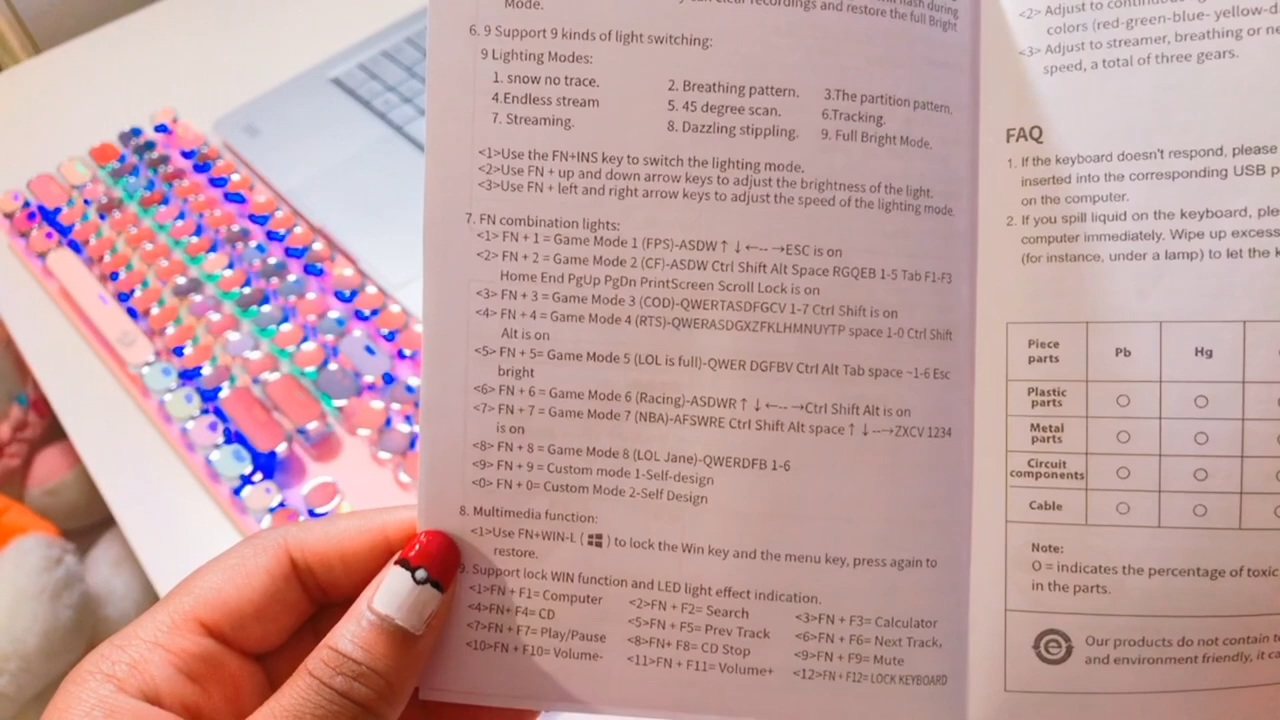 flash during
Mode.
clear recordings and restore the full Bright
6. 9 Support 9 kinds of light switching:
9 Lighting Modes:
1. snow no trace. 2. Breathing pattern. 3.The partition pattern.
4.Endless stream 5. 45 degree scan. 6.Tracking.
7. Streaming. 8. Dazzling stippling. 9. Full Bright Mode.
<1>Use the FN+INS key to switch the lighting mode.
<2>Use FN + up and down arrow keys to adjust the brightness of the light.
<3>Use FN + left and right arrow keys to adjust the speed of the lighting mode.
7. FN combination lights:
<1> FN + 1 = Game Mode 1 (FPS)-ASDW↑ ↓ ←-- →ESC is on
<2> FN + 2 = Game Mode 2 (CF)-ASDW Ctrl Shift Alt Space RGQEB 1-5 Tab F1-F3
Home End PgUp PgDn PrintScreen Scroll Lock is on
<3> FN + 3 = Game Mode 3 (COD)-QWERTASDFGCV 1-7 Ctrl Shift is on
<4> FN + 4 = Game Mode 4 (RTS)-QWERASDGXZFKLHMNUYTP space 1-0 Ctrl Shift
Alt is on
<5> FN + 5= Game Mode 5 (LOL is full)-QWER DGFBV Ctrl Alt Tab space ~1-6 Esc
bright
<6> FN + 6 = Game Mode 6 (Racing)-ASDWR↑ ↓ ←-- →Ctrl Shift Alt is on
<7> FN + 7 = Game Mode 7 (NBA)-AFSWRE Ctrl Shift Alt space↑ ↓ --→ZXCV 1234
is on
<8> FN + 8 = Game Mode 8 (LOL Jane)-QWERDFB 1-6
<9> FN + 9 = Custom mode 1-Self-design
<0> FN + 0= Custom Mode 2-Self Design
8. Multimedia function:
<1>Use FN+WIN-L ( ) to lock the Win key and the menu key, press again to
restore.
9. Support lock WIN function and LED light effect indication.
<1>FN + F1= Computer <2>FN + F2= Search <3>FN + F3= Calculator
<4>FN+ F4= CD <5>FN + F5= Prev Track <6>FN + F6= Next Track,
<7>FN + F7= Play/Pause <8>FN+ F8= CD Stop <9>FN + F9= Mute
<10>FN + F10= Volume- <11>FN + F11= Volume+ <12>FN + F12= LOCK KEYBOARD
<2> Adjust to
colors (red-green-blue- yellow-
<3> Adjust to streamer, breathing or
speed, a total of three gears.
FAQ
1. If the keyboard doesn't respond, please
inserted into the corresponding USB
on the computer.
2. If you spill liquid on the keyboard,
computer immediately. Wipe up excess
(for instance, under a lamp) to let the
Piece
parts
Pb
Hg
Plastic
parts
O O
Metal
parts
O O
Circuit
components
O O
Cable
O O
Note:
O = indicates the percentage of toxic
in the parts.
Our products do not contain
and environment friendly, it